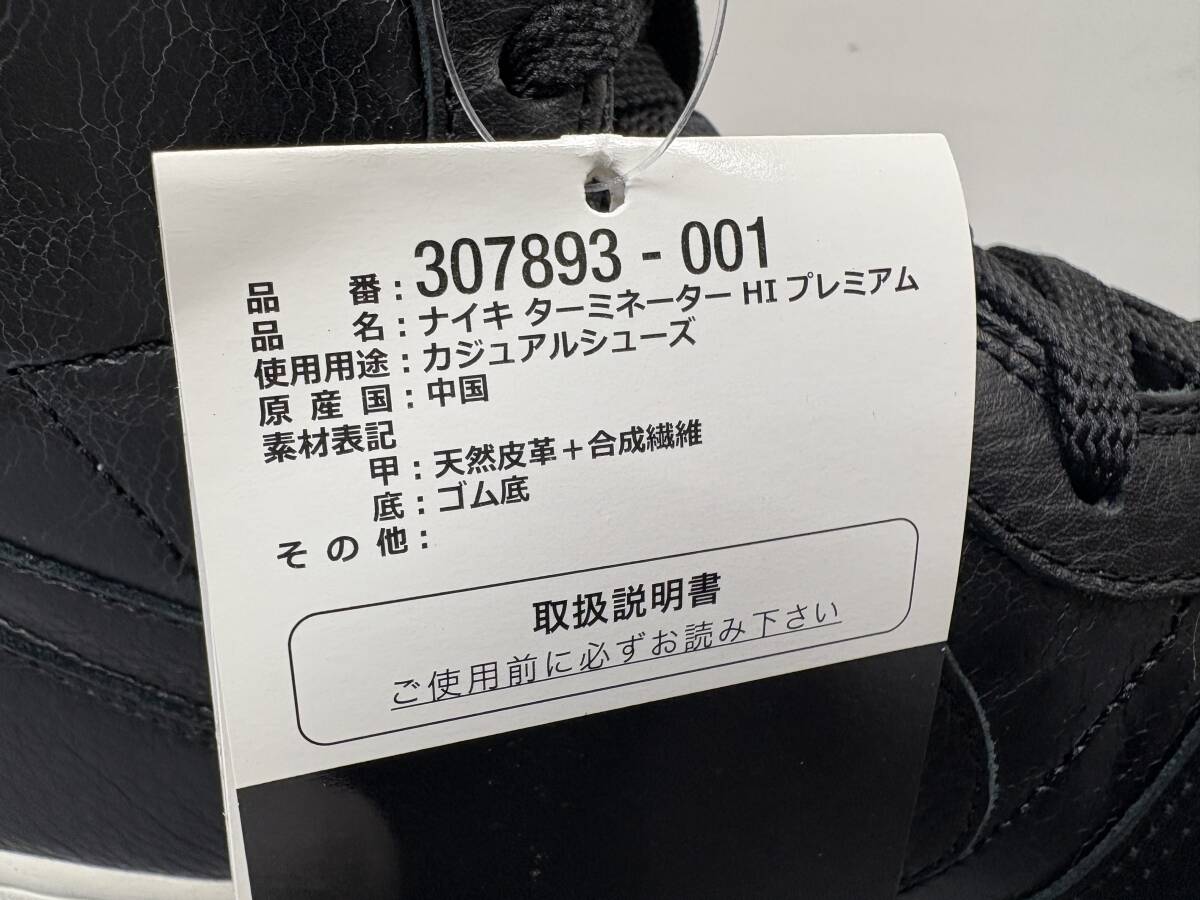 品番：307893 - 001
品名：ナイキ ターミネーター HI プレミアム
使用用途：カジュアルシューズ
原産国：中国
素材表記
甲：天然皮革＋合成繊維
底：ゴム底
その他：
取扱説明書
ご使用前に必ずお読み下さい